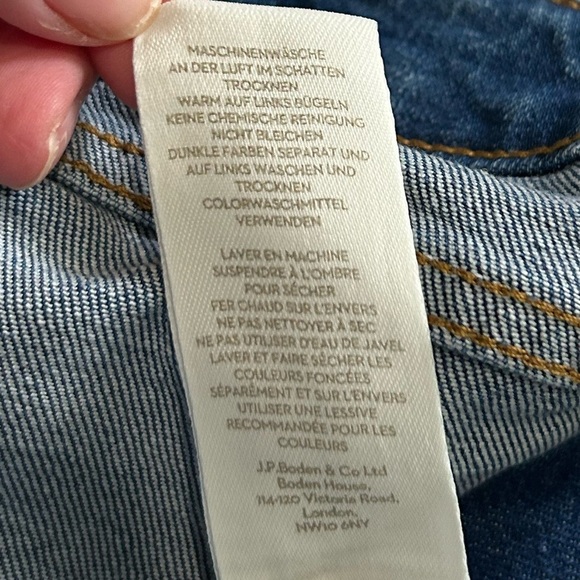 MASCHINENWÄSCHE
AN DER LUFT IM SCHATTEN
TROCKNEN
WARM AUF LINKS BÜGELN
KEINE CHEMISCHE REINIGUNG
NICHT BLEICHEN
DUNKLE FARBEN SEPARAT UND
AUF LINKS WASCHEN UND
TROCKNEN
COLORWASCHMITTEL
VERWENDEN
LAVER EN MACHINE
SUSPENDRE À L'OMBRE
POUR SÉCHER
FER CHAUD SUR L'ENVERS
NE PAS NETTOYER À SEC
NE PAS UTILISER D'EAU DE JAVEL
LAVER ET FAIRE SÉCHER LES
COULEURS FONCÉES
SÉPARÉMENT ET SUR L'ENVERS
UTILISER UNE LESSIVE
RECOMMANDÉE POUR LES
COULEURS
J.P.Boden & Co Ltd
Boden House,
114-120 Victoria Road,
London,
NW10 6NY